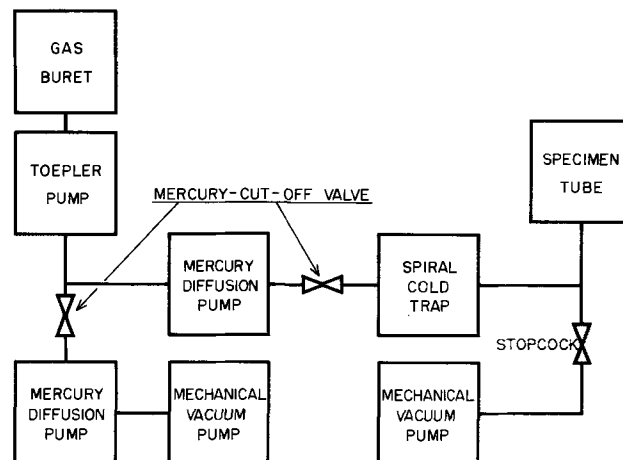 GAS
BURET
TOEPLER
PUMP
MERCURY-CUT-OFF VALVE
SPECIMEN
TUBE
MERCURY
DIFFUSION
PUMP
SPIRAL
COLD
TRAP
STOPCOCK
MERCURY
DIFFUSION
PUMP
MECHANICAL
VACUUM
PUMP
MECHANICAL
VACUUM
PUMP